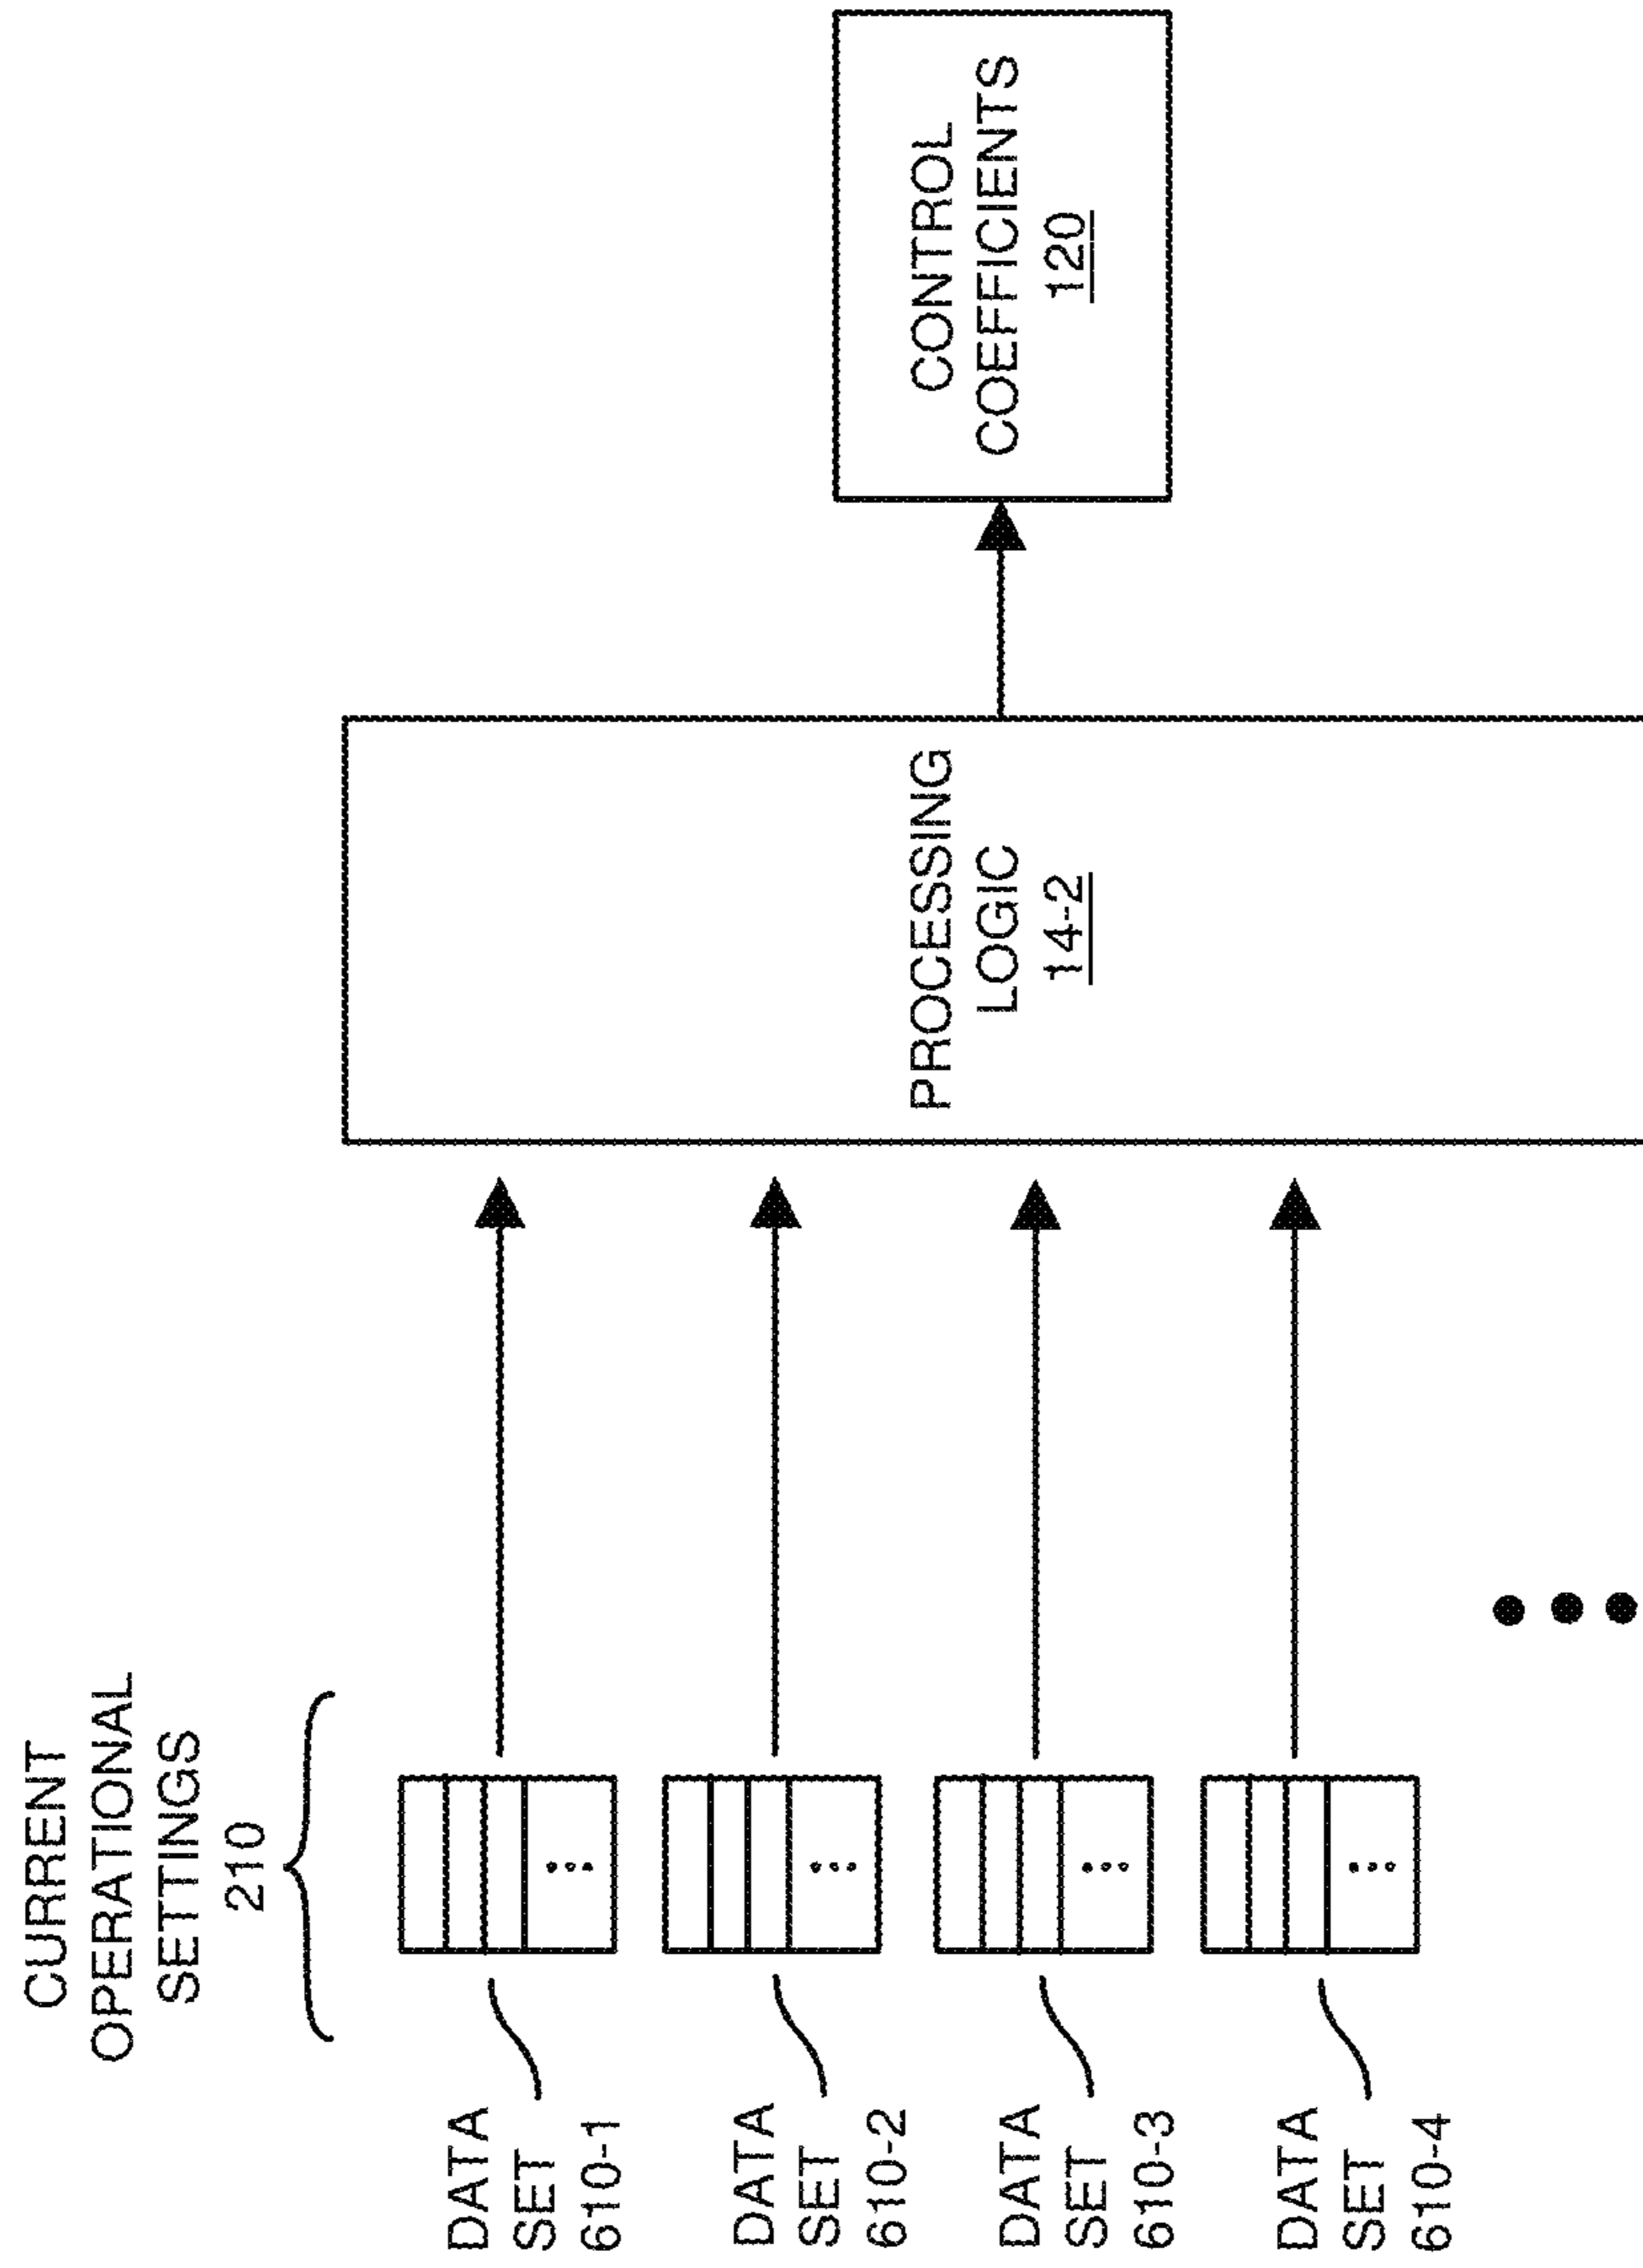 CURRENT
OPERATIONAL
SETTINGS
210
DATA
SET
610-1
DATA
SET
610-2
DATA
SET
610-3
DATA
SET
610-4
PROCESSING
LOGIC
14-2
CONTROL
COEFFICIENTS
120